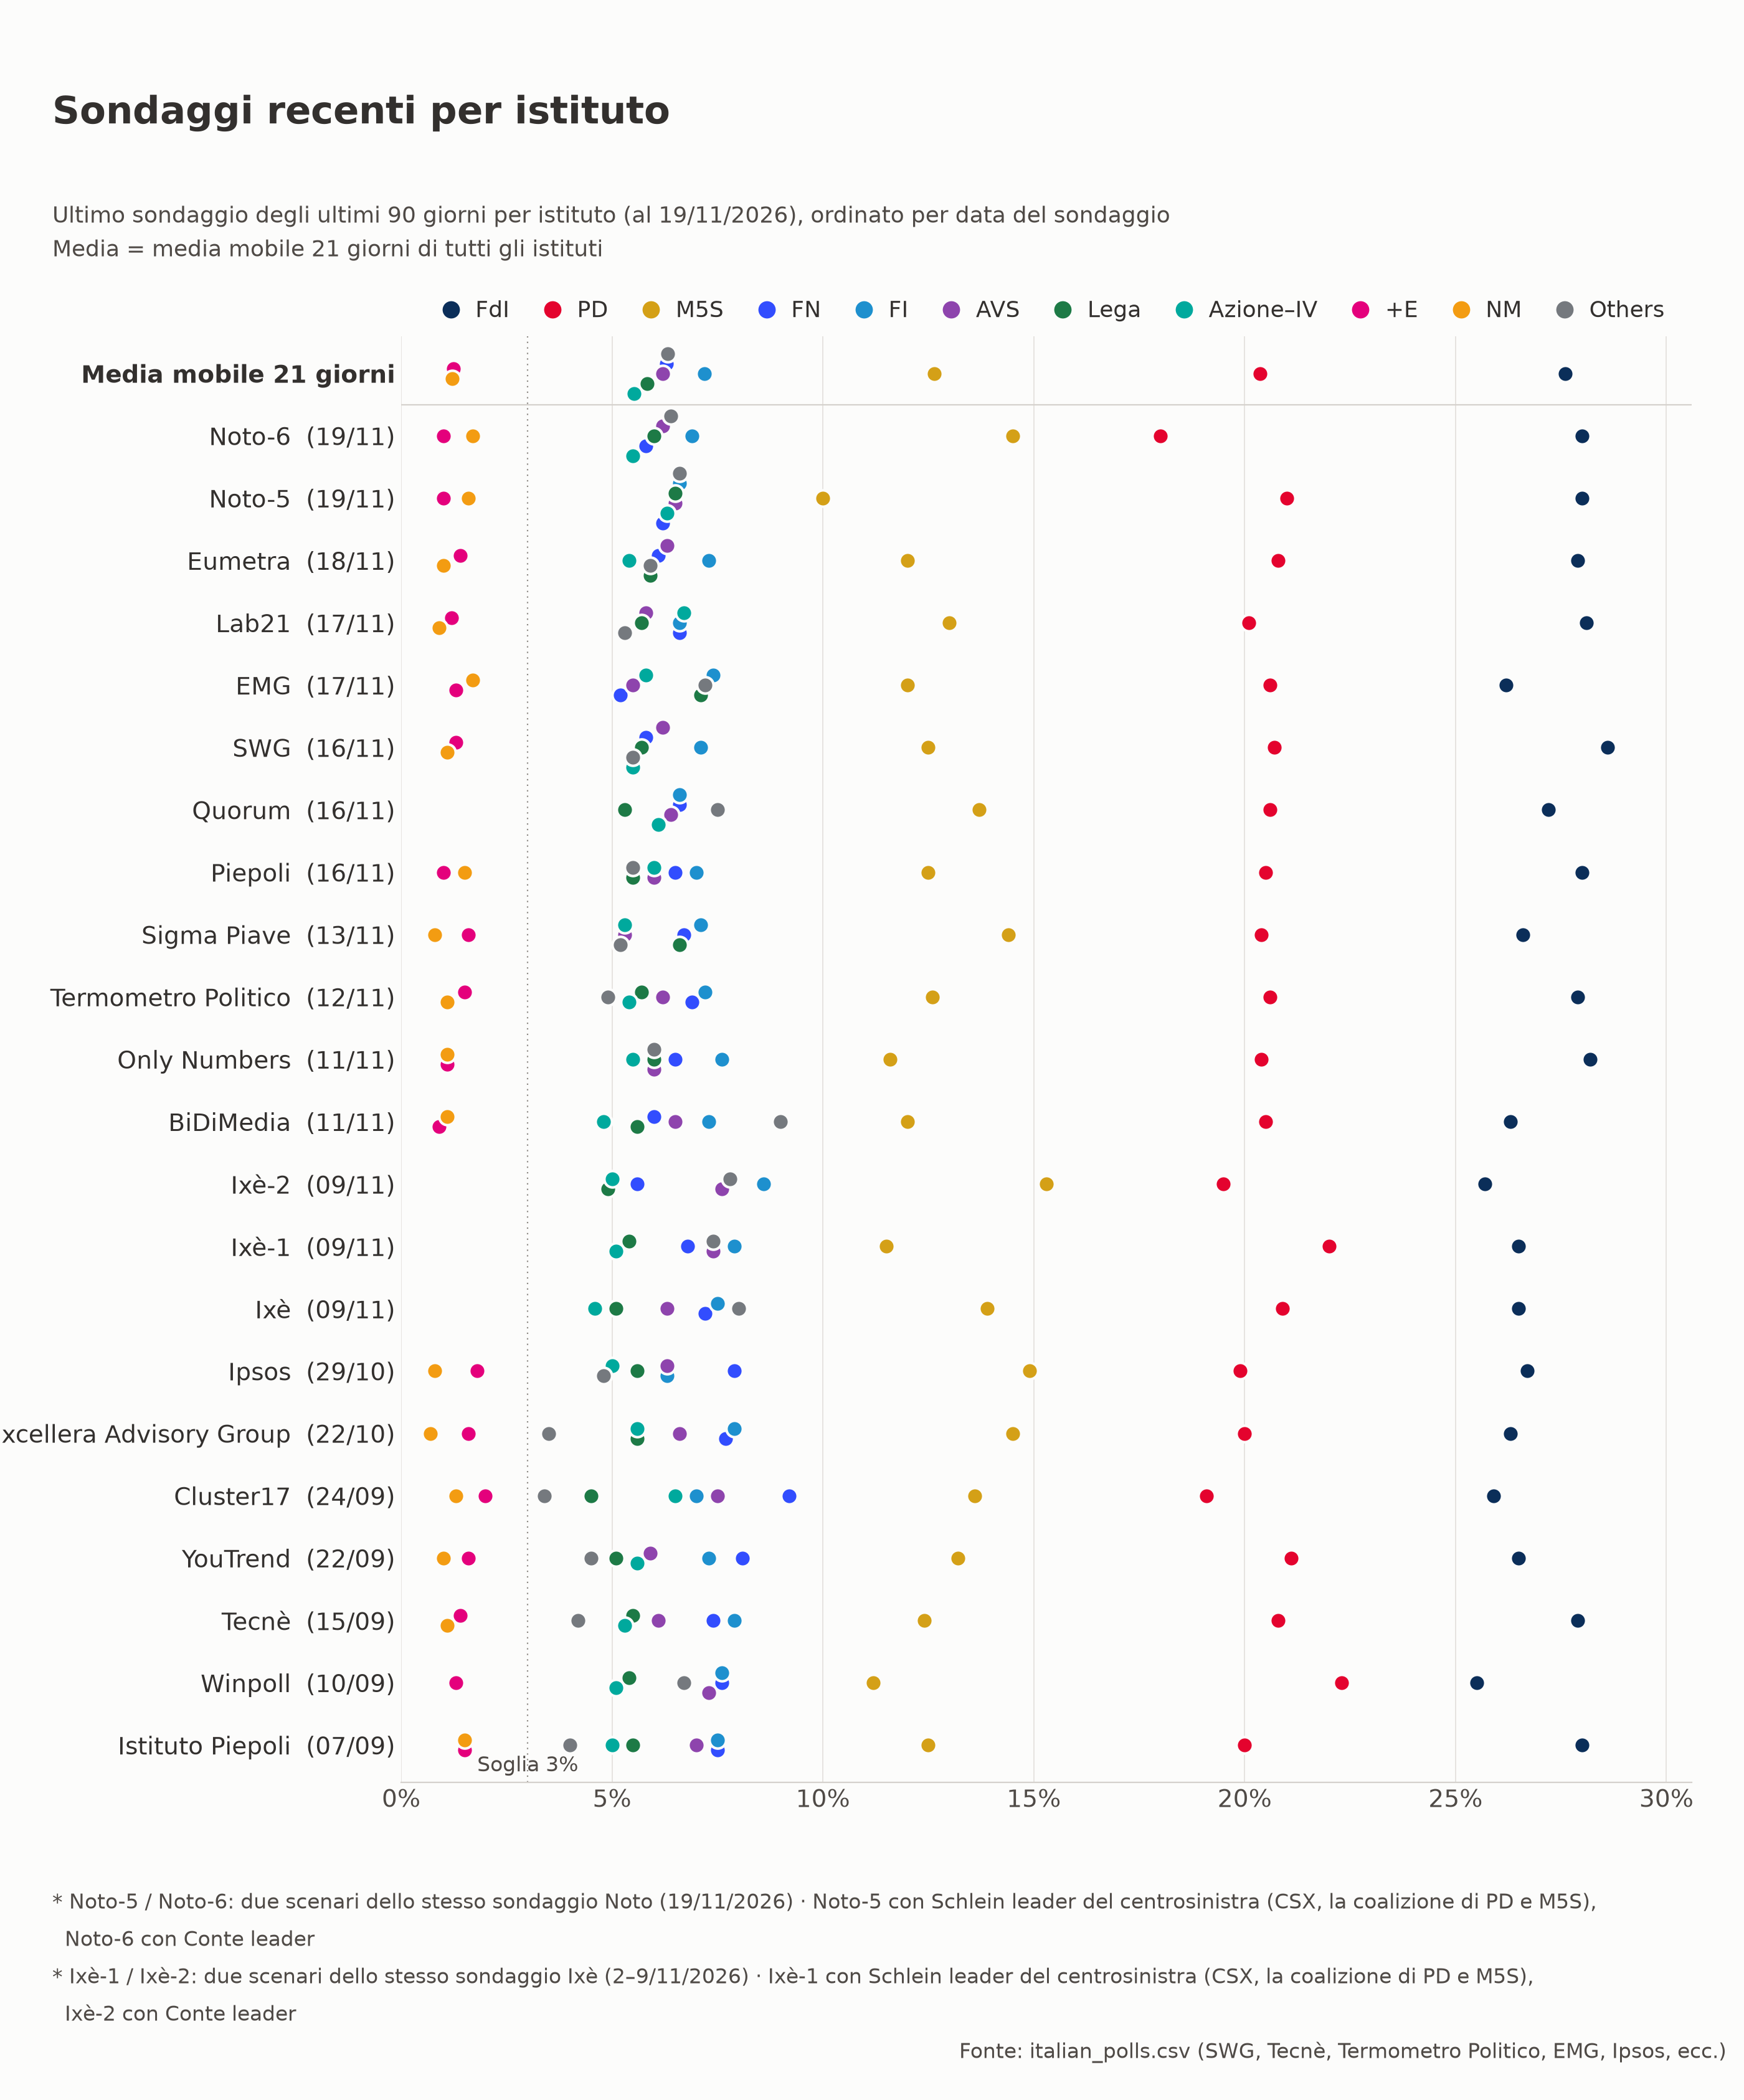 Sondaggi recenti per istituto
Ultimo sondaggio degli ultimi 90 giorni per istituto (al 19/11/2026), ordinato per data del sondaggio
Media = media mobile 21 giorni di tutti gli istituti
FdI PD M5S FN FI AVS Lega Azione–IV +E NM Others
Media mobile 21 giorni
Noto-6 (19/11)
Noto-5 (19/11)
Eumetra (18/11)
Lab21 (17/11)
EMG (17/11)
SWG (16/11)
Quorum (16/11)
Piepoli (16/11)
Sigma Piave (13/11)
Termometro Politico (12/11)
Only Numbers (11/11)
BiDiMedia (11/11)
Ixè-2 (09/11)
Ixè-1 (09/11)
Ixè (09/11)
Ipsos (29/10)
xcellera Advisory Group (22/10)
Cluster17 (24/09)
YouTrend (22/09)
Tecnè (15/09)
Winpoll (10/09)
Istituto Piepoli (07/09)
Soglia 3%
0% 5% 10% 15% 20% 25% 30%
* Noto-5 / Noto-6: due scenari dello stesso sondaggio Noto (19/11/2026) · Noto-5 con Schlein leader del centrosinistra (CSX, la coalizione di PD e M5S),
Noto-6 con Conte leader
* Ixè-1 / Ixè-2: due scenari dello stesso sondaggio Ixè (2–9/11/2026) · Ixè-1 con Schlein leader del centrosinistra (CSX, la coalizione di PD e M5S),
Ixè-2 con Conte leader
Fonte: italian_polls.csv (SWG, Tecnè, Termometro Politico, EMG, Ipsos, ecc.)